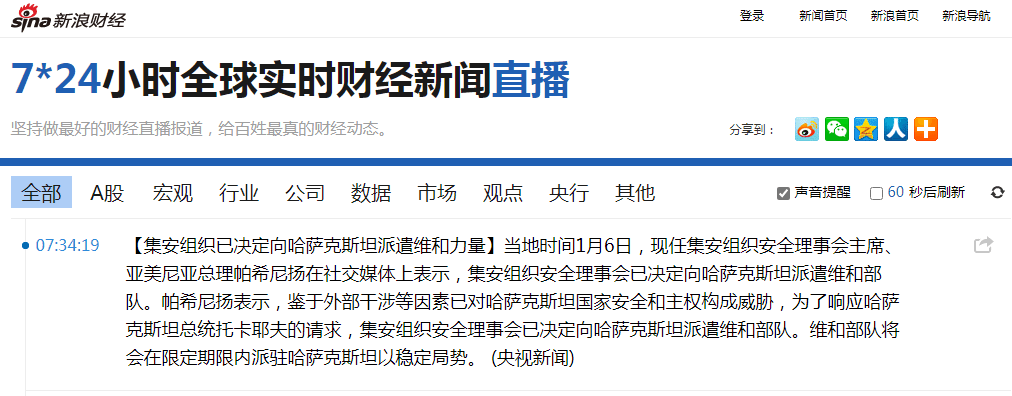 sina新浪财经
登录 新闻首页 新浪首页 新浪导航
7*24小时全球实时财经新闻直播
坚持做最好的财经直播报道，给百姓最真的财经动态。
分享到：
全部 A股 宏观 行业 公司 数据 市场 观点 央行 其他 声音提醒 60 秒后刷新
07:34:19 【集安组织已决定向哈萨克斯坦派遣维和力量】当地时间1月6日，现任集安组织安全理事会主席、
亚美尼亚总理帕希尼扬在社交媒体上表示，集安组织安全理事会已决定向哈萨克斯坦派遣维和部
队。帕希尼扬表示，鉴于外部干涉等因素已对哈萨克斯坦国家安全和主权构成威胁，为了响应哈萨
克斯坦总统托卡耶夫的请求，集安组织安全理事会已决定向哈萨克斯坦派遣维和部队。维和部队将
会在限定期限内派驻哈萨克斯坦以稳定局势。 (央视新闻)